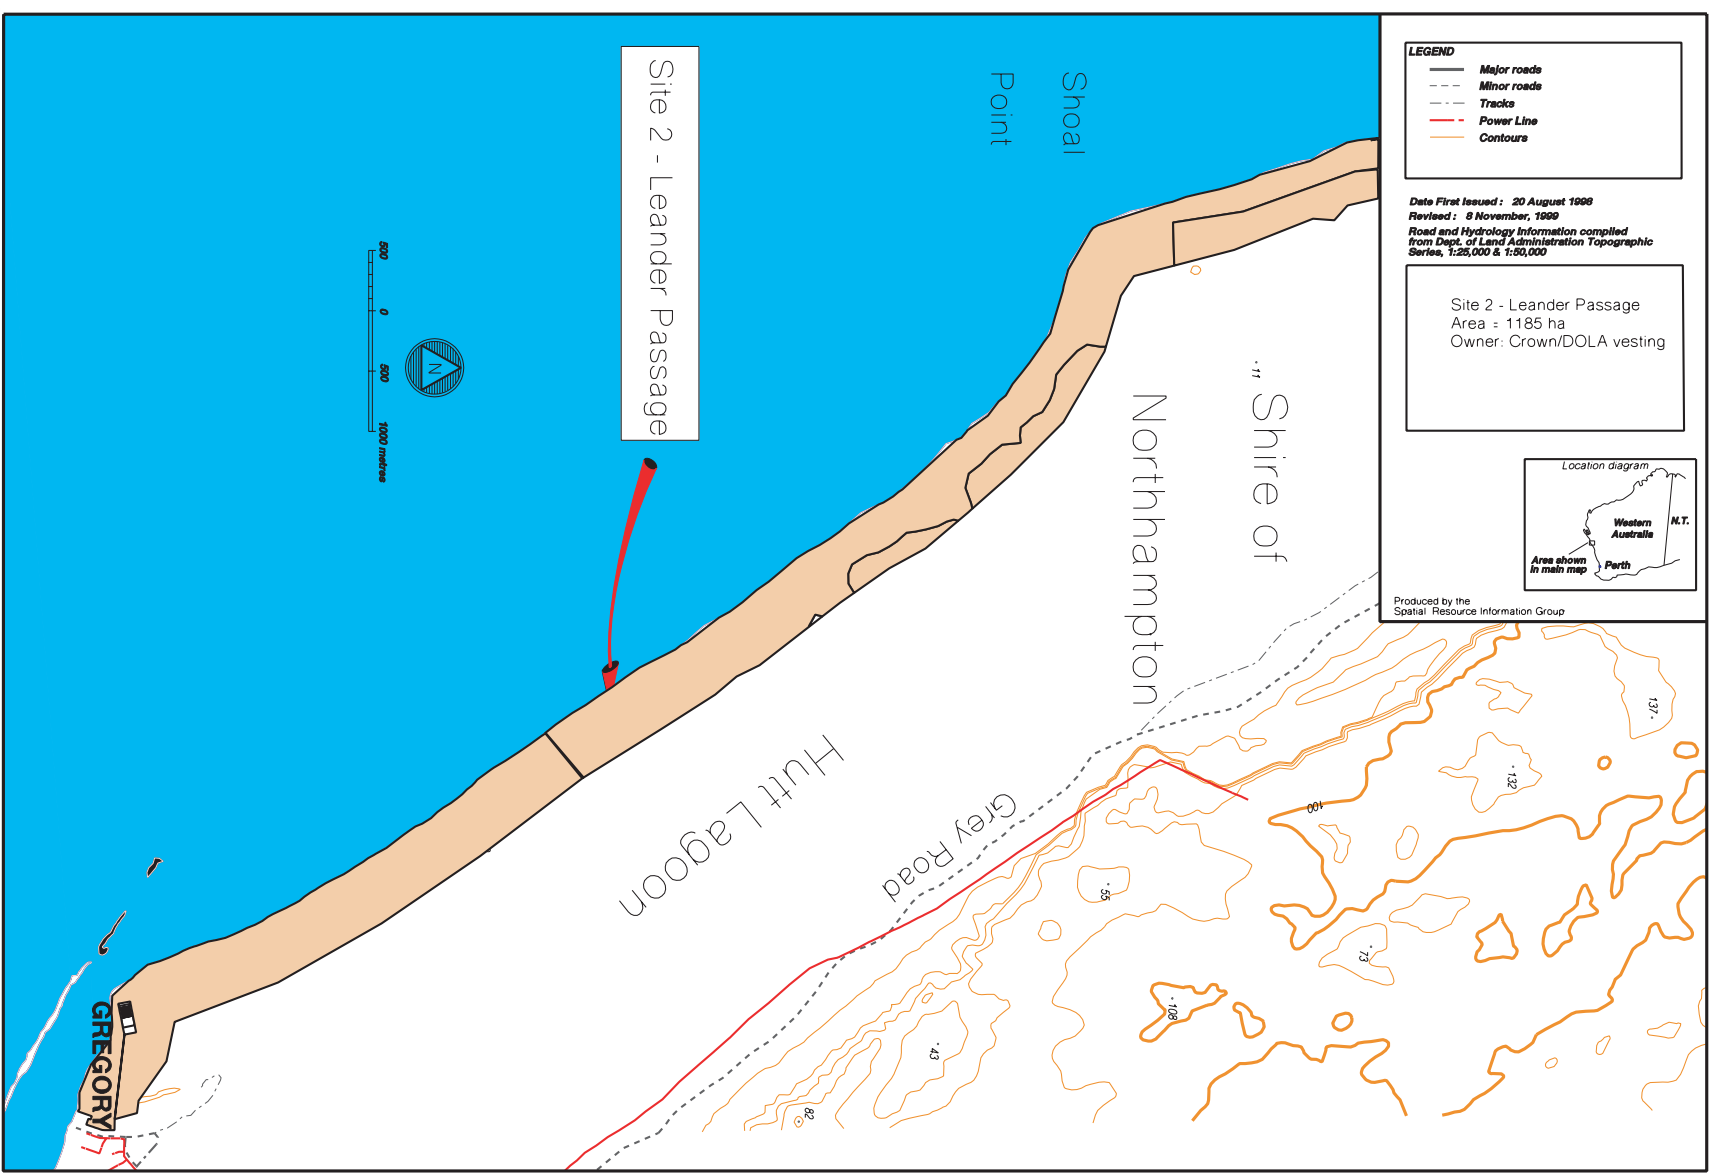 LEGEND
Major roads
Minor roads
Tracks
Power Line
Contours
Date First Issued : 20 August 1998
Revised : 8 November, 1999
Road and Hydrology Information compiled
from Dept. of Land Administration Topographic
Series, 1:25,000 & 1:50,000
Site 2 - Leander Passage
Area = 1185 ha
Owner: Crown/DOLA vesting
Location diagram
N.T.
Western
Australia
Area shown
in main map
Perth
Produced by the
Spatial Resource Information Group
Site 2 - Leander Passage
Shoal
Point
500
0
500
1000 metres
N
Shire of
Northhampton
11
Hutt Lagoon
Grey Road
GREGORY
137
132
100
55
73
108
43
82